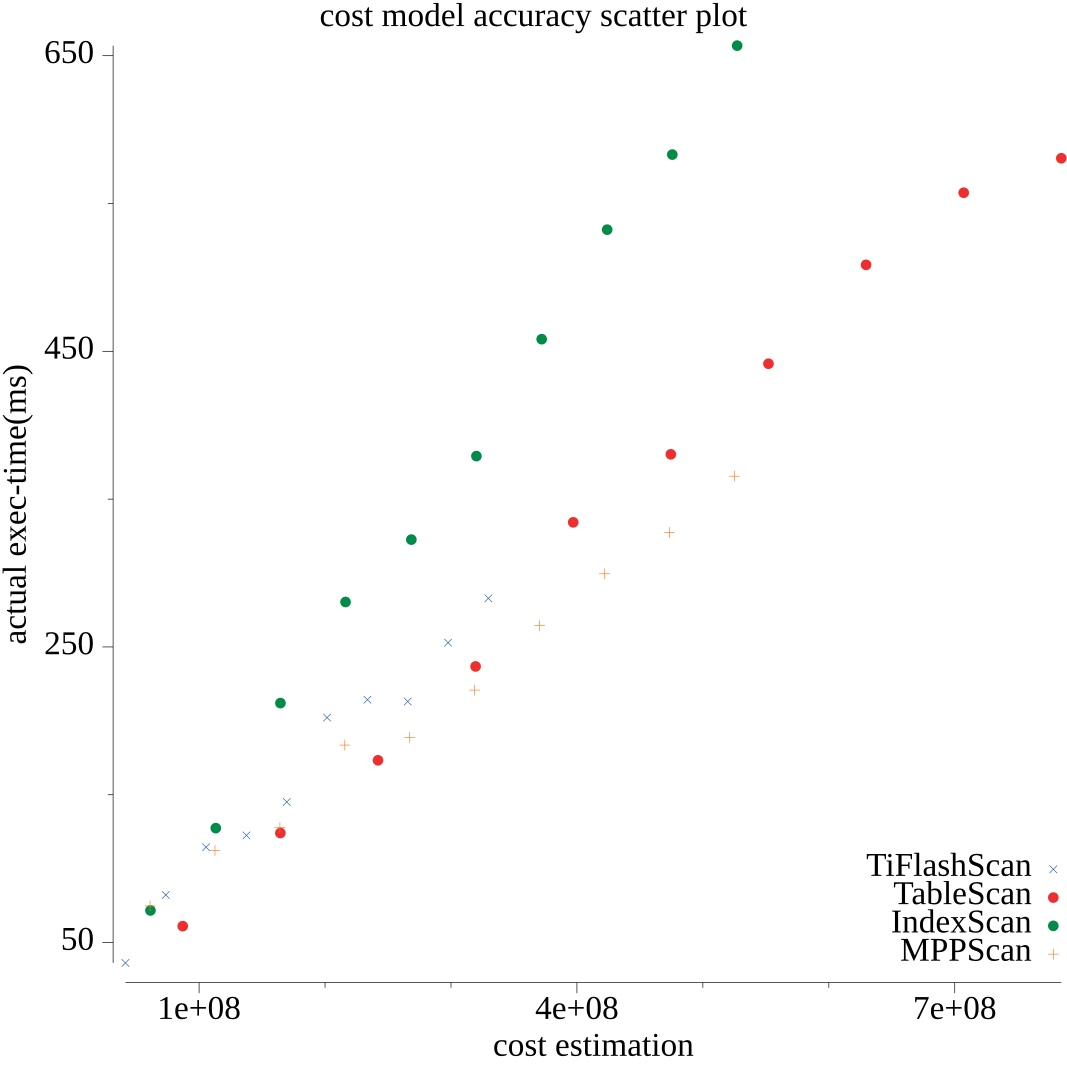 cost model accuracy scatter plot
650
450
250
50
actual exec-time(ms)
TiFlashScan
TableScan
IndexScan
MPPScan
1e+08 4e+08 7e+08
cost estimation